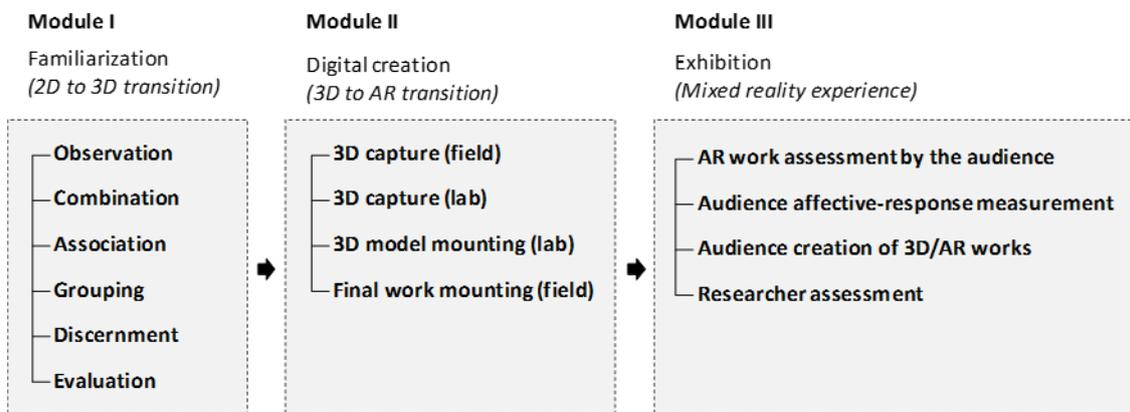 Module I
Familiarization
(2D to 3D transition)
Observation
Combination
Association
Grouping
Discernment
Evaluation
Module II
Digital creation
(3D to AR transition)
3D capture (field)
3D capture (lab)
3D model mounting (lab)
Final work mounting (field)
Module III
Exhibition
(Mixed reality experience)
AR work assessment by the audience
Audience affective-response measurement
Audience creation of 3D/AR works
Researcher assessment